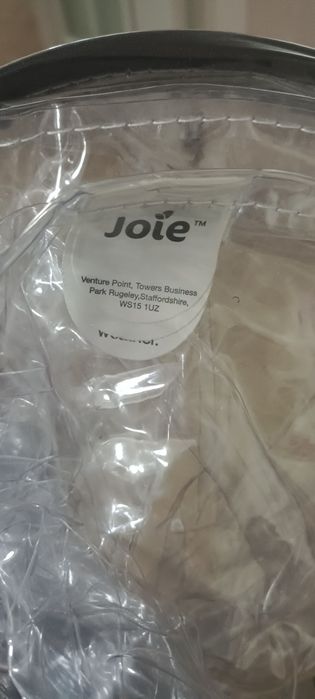 Joie™
Venture Point, Towers Business
Park Rugeley,Staffordshire,
WS15 1UZ